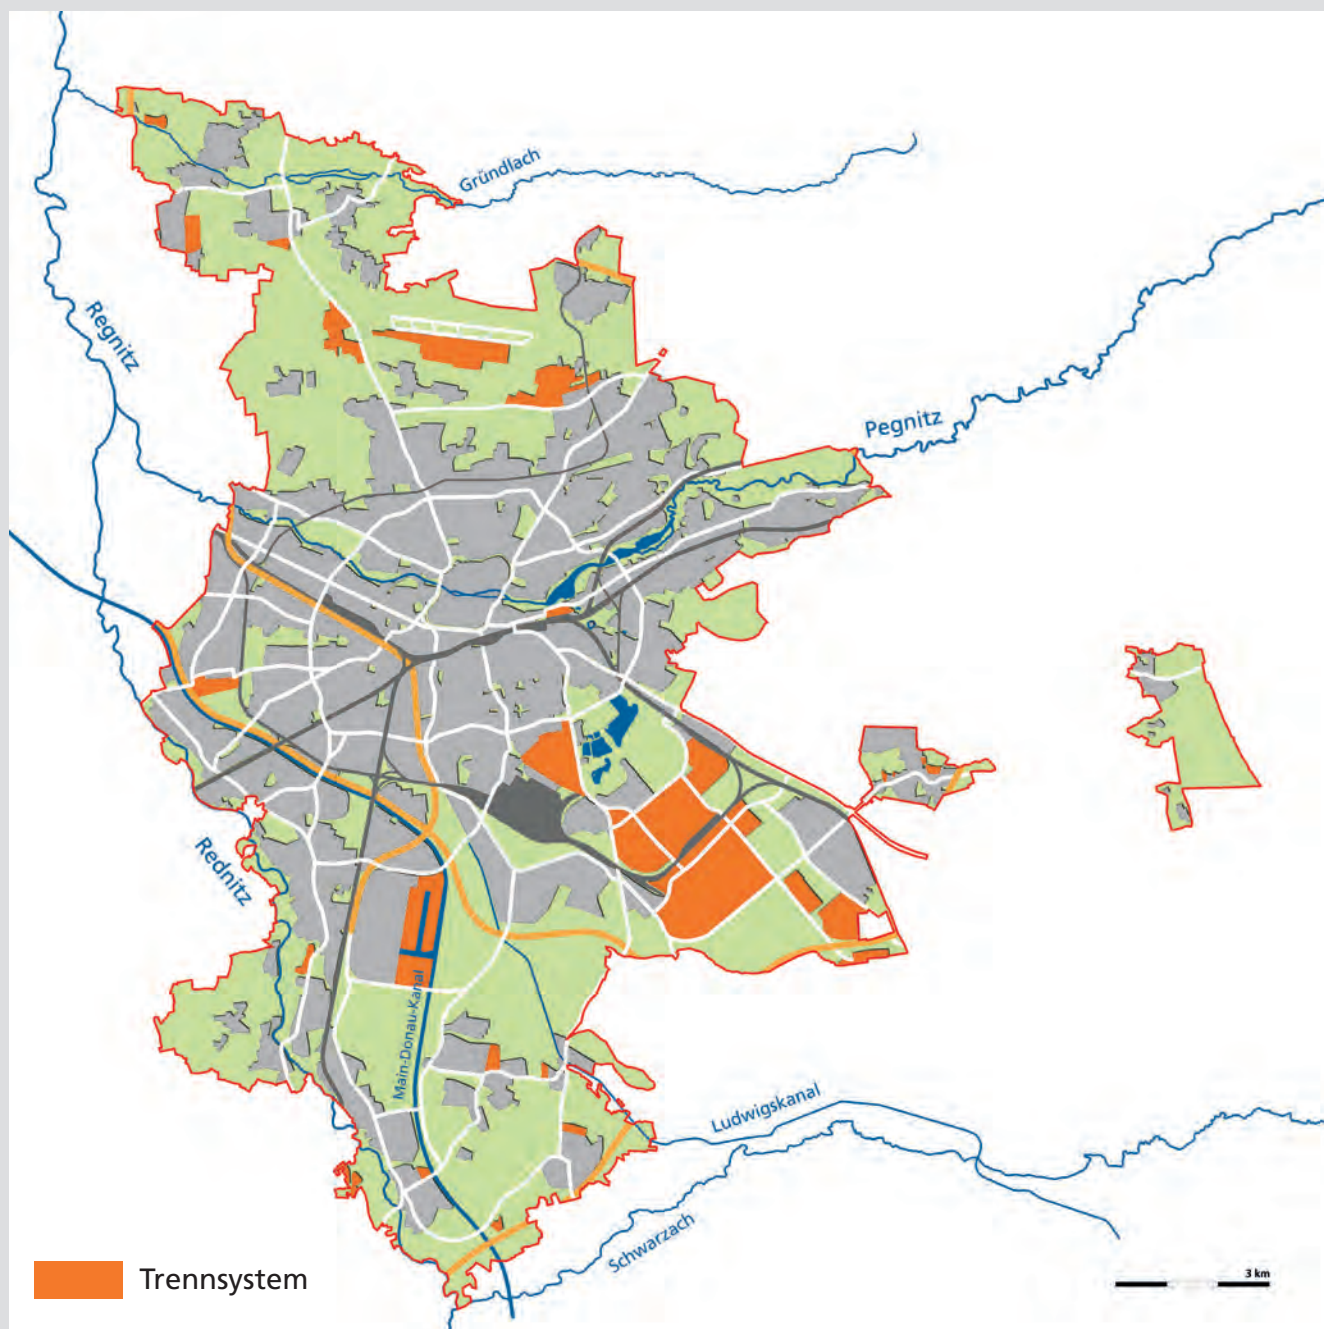 Gründlach
Regnitz
Pegnitz
Rednitz
Main-Donau-Kanal
Ludwigskanal
Schwarzach
Trennsystem
3 km